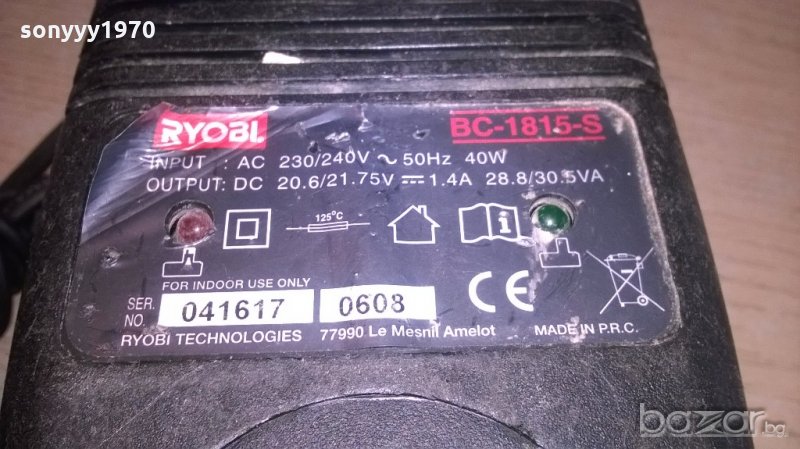 sonyyy1970
RYOBI BC-1815-S
INPUT : AC 230/240V ~ 50Hz 40W
OUTPUT: DC 20.6/21.75V ⎓ 1.4A 28.8/30.5VA
125°C
FOR INDOOR USE ONLY
SER. NO 041617 0608
CE
RYOBI TECHNOLOGIES 77990 Le Mesnil Amelot MADE IN P.R.C.
bazar.bg